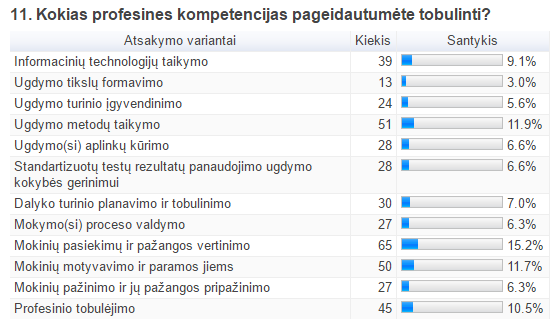 11. Kokias profesines kompetencijas pageidautumėte tobulinti?
Atsakymo variantai Kiekis Santykis
Informacinių technologijų taikymo 39 9.1%
Ugdymo tikslų formavimo 13 3.0%
Ugdymo turinio įgyvendinimo 24 5.6%
Ugdymo metodų taikymo 51 11.9%
Ugdymo(si) aplinkų kūrimo 28 6.6%
Standartizuotų testų rezultatų panaudojimo ugdymo 28 6.6%
kokybės gerinimui
Dalyko turinio planavimo ir tobulinimo 30 7.0%
Mokymo(si) proceso valdymo 27 6.3%
Mokinių pasiekimų ir pažangos vertinimo 65 15.2%
Mokinių motyvavimo ir paramos jiems 50 11.7%
Mokinių pažinimo ir jų pažangos pripažinimo 27 6.3%
Profesinio tobulėjimo 45 10.5%